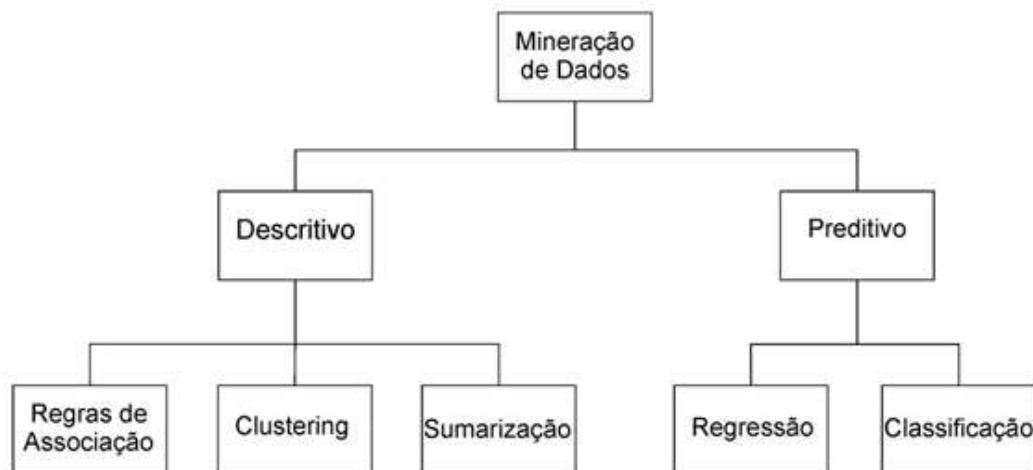 Mineração
de Dados
Descritivo
Preditivo
Regras de
Associação
Clustering
Sumarização
Regressão
Classificação